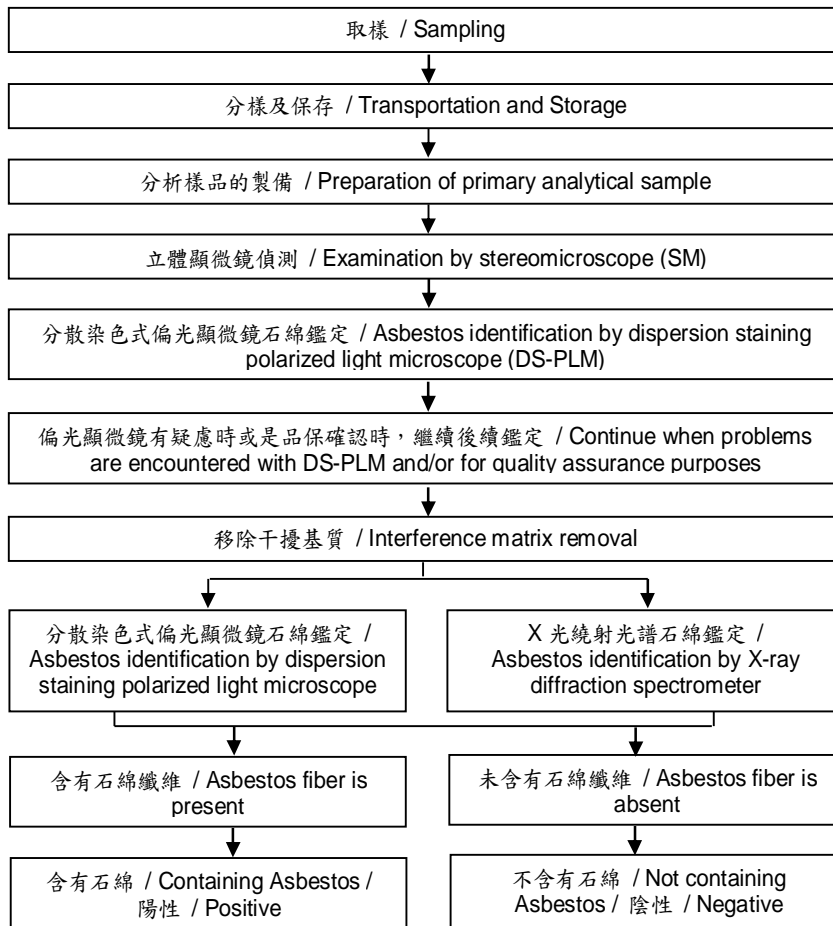 取樣 / Sampling
分樣及保存 / Transportation and Storage
分析樣品的製備 / Preparation of primary analytical sample
立體顯微鏡偵測 / Examination by stereomicroscope (SM)
分散染色式偏光顯微鏡石綿鑑定 / Asbestos identification by dispersion staining
polarized light microscope (DS-PLM)
偏光顯微鏡有疑慮時或是品保確認時，繼續後續鑑定 / Continue when problems
are encountered with DS-PLM and/or for quality assurance purposes
移除干擾基質 / Interference matrix removal
分散染色式偏光顯微鏡石綿鑑定 /
Asbestos identification by dispersion
staining polarized light microscope
X 光繞射光譜石綿鑑定 /
Asbestos identification by X-ray
diffraction spectrometer
含有石綿纖維 / Asbestos fiber is
present
未含有石綿纖維 / Asbestos fiber is
absent
含有石綿 / Containing Asbestos /
陽性 / Positive
不含有石綿 / Not containing
Asbestos / 陰性 / Negative